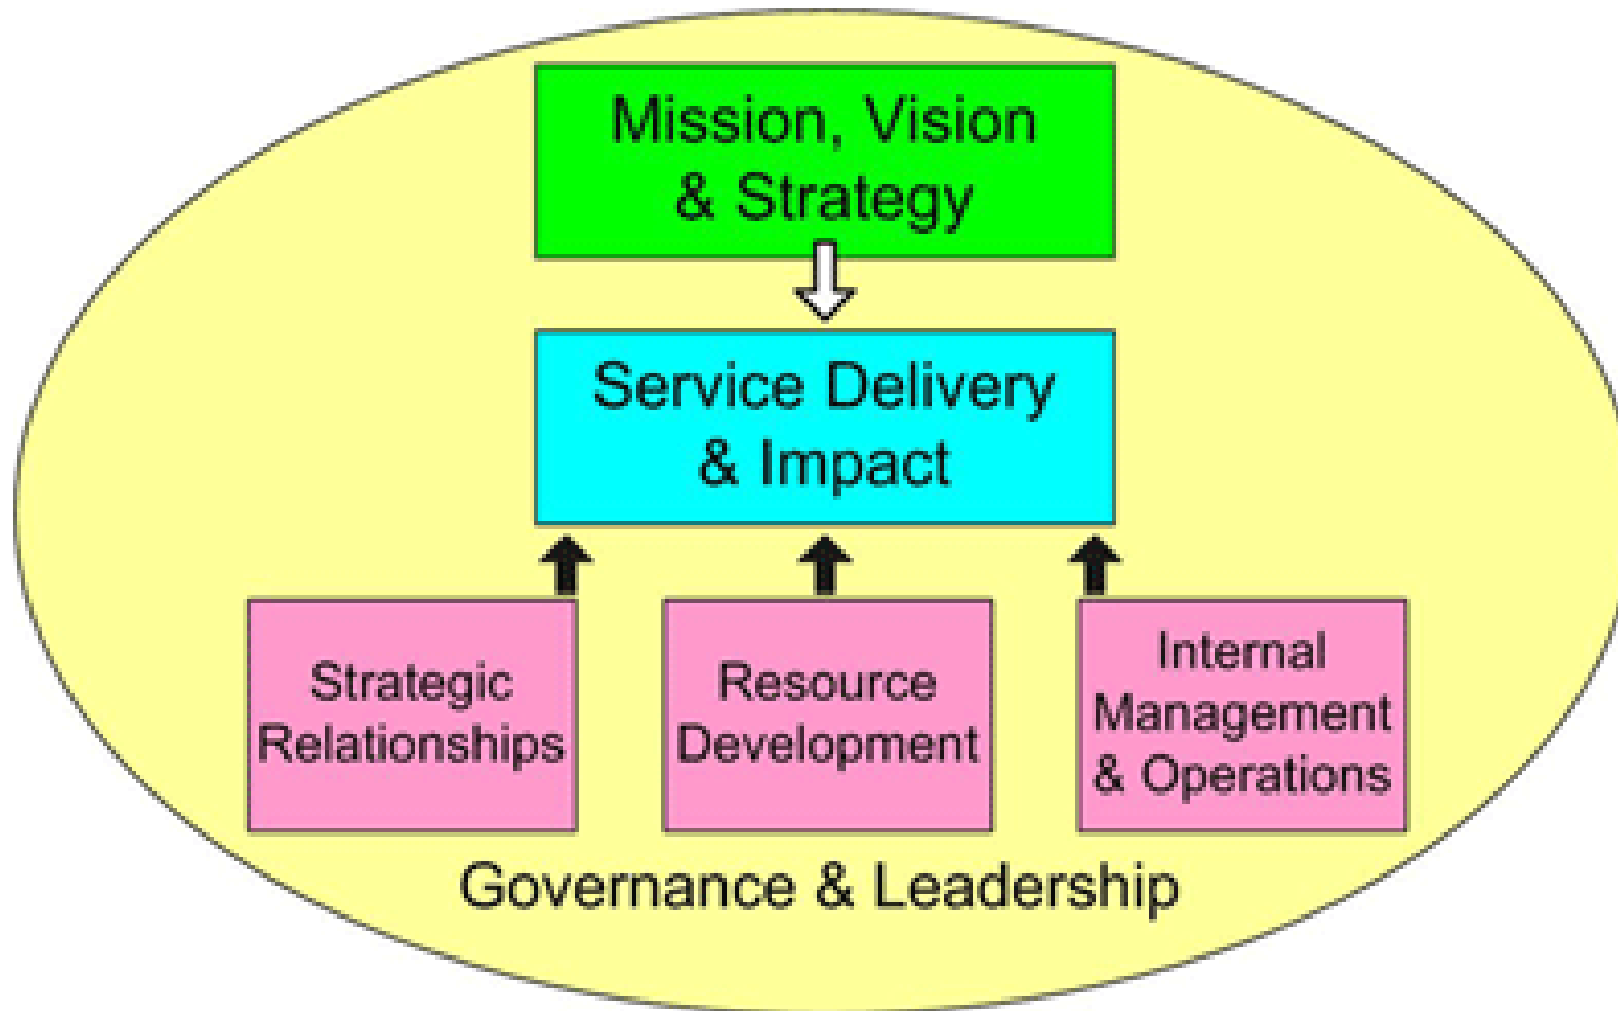 Mission, Vision
& Strategy
Service Delivery
& Impact
Strategic
Relationships
Resource
Development
Internal
Management
& Operations
Governance & Leadership